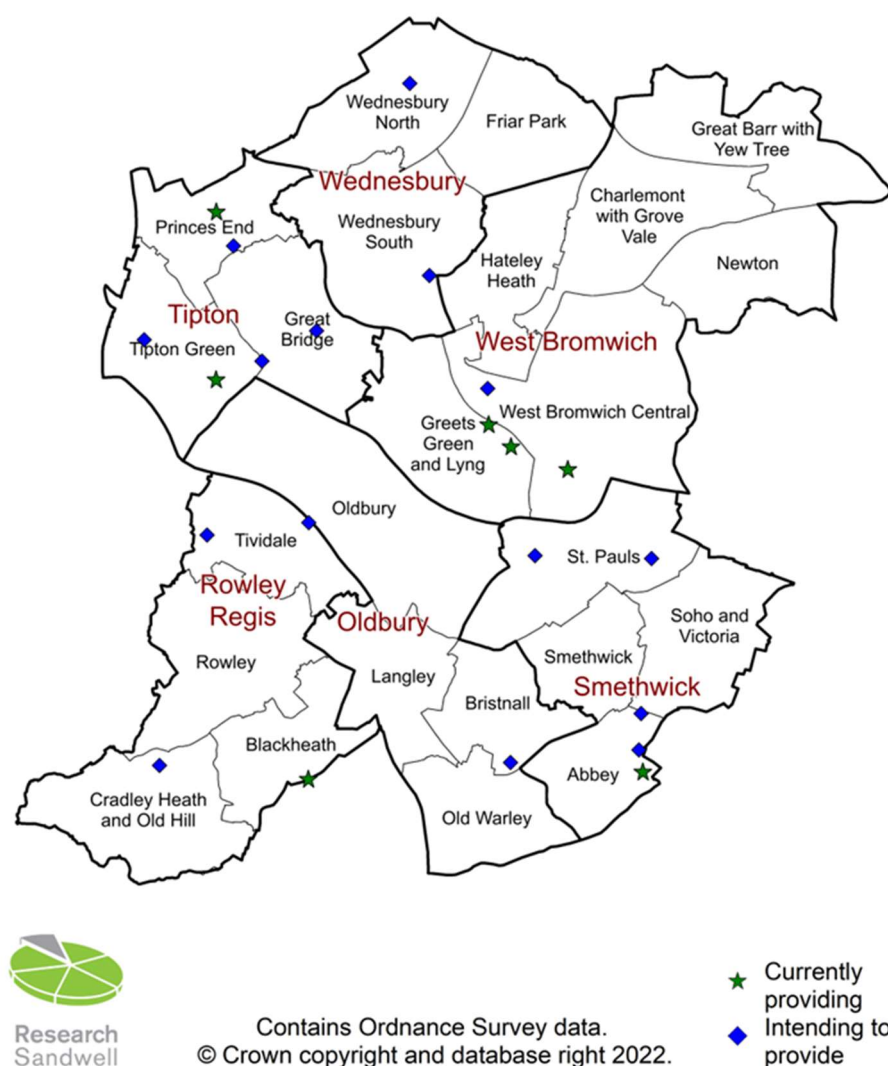 Wednesbury
North
Friar Park
Great Barr with
Yew Tree
Wednesbury
Charlemont
with Grove
Vale
Princes End
Wednesbury
South
Hateley
Heath
Newton
Tipton
Great
Bridge
Tipton Green
West Bromwich
West Bromwich Central
Greets
Green
and Lyng
Oldbury
Tividale
St. Pauls
Rowley
Regis
Oldbury
Soho and
Victoria
Rowley
Langley
Smethwick
Smethwick
Bristnall
Blackheath
Abbey
Cradley Heath
and Old Hill
Old Warley
Research
Sandwell
Contains Ordnance Survey data.
© Crown copyright and database right 2022.
Currently
providing
Intending to
provide